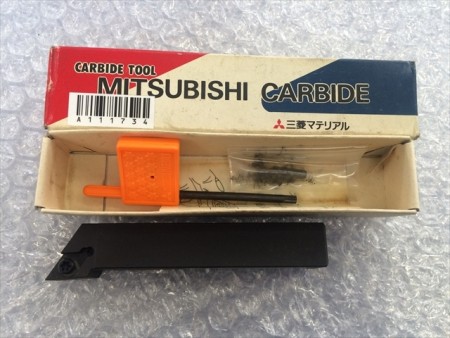 CARBIDE TOOL
MITSUBISHI CARBIDE
A111734
三菱マテリアル